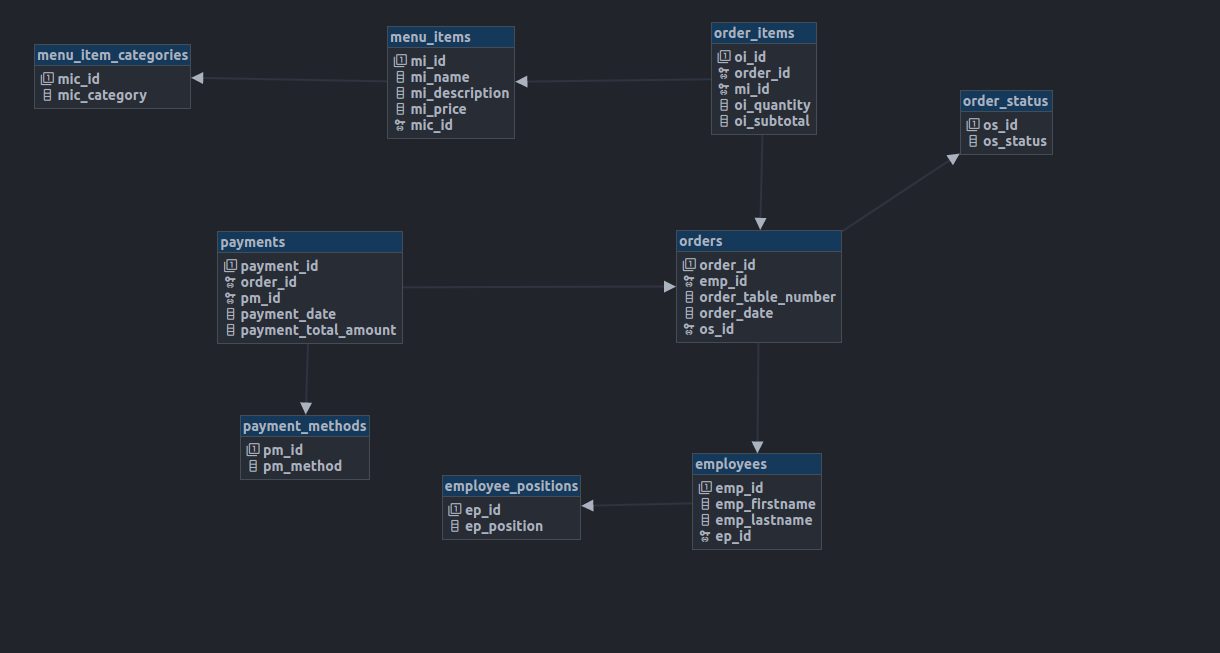 menu_item_categories
mic_id
mic_category
menu_items
mi_id
mi_name
mi_description
mi_price
mic_id
order_items
oi_id
order_id
mi_id
oi_quantity
oi_subtotal
order_status
os_id
os_status
payments
payment_id
order_id
pm_id
payment_date
payment_total_amount
orders
order_id
emp_id
order_table_number
order_date
os_id
payment_methods
pm_id
pm_method
employee_positions
ep_id
ep_position
employees
emp_id
emp_firstname
emp_lastname
ep_id